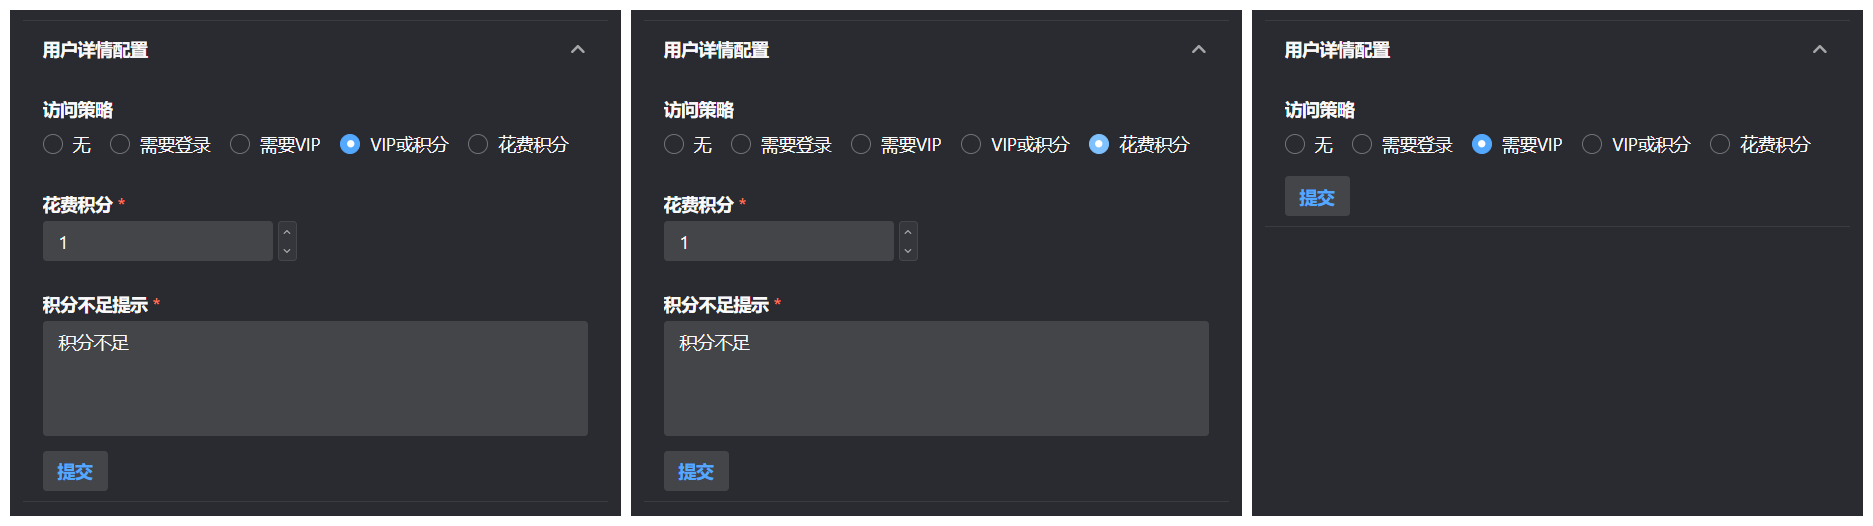 用户详情配置
访问策略
无 需要登录 需要VIP VIP或积分 花费积分
花费积分 *
1
积分不足提示 *
积分不足
提交
用户详情配置
访问策略
无 需要登录 需要VIP VIP或积分 花费积分
花费积分 *
1
积分不足提示 *
积分不足
提交
用户详情配置
访问策略
无 需要登录 需要VIP VIP或积分 花费积分
提交